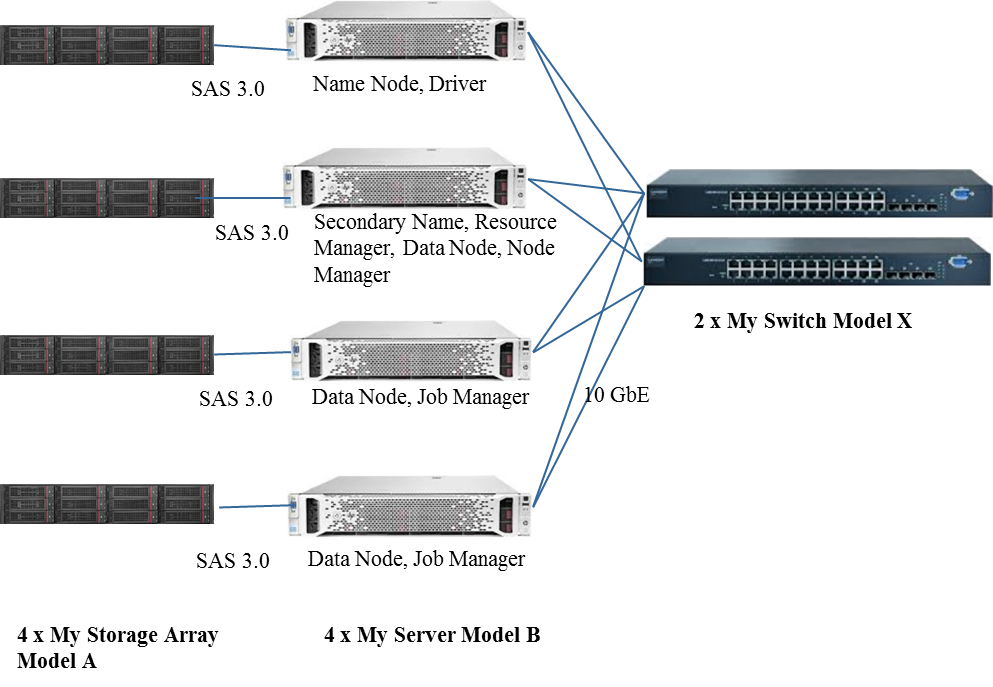 SAS 3.0
Name Node, Driver
SAS 3.0
Secondary Name, Resource
Manager, Data Node, Node
Manager
2 x My Switch Model X
SAS 3.0
Data Node, Job Manager
10 GbE
SAS 3.0
Data Node, Job Manager
4 x My Storage Array
Model A
4 x My Server Model B